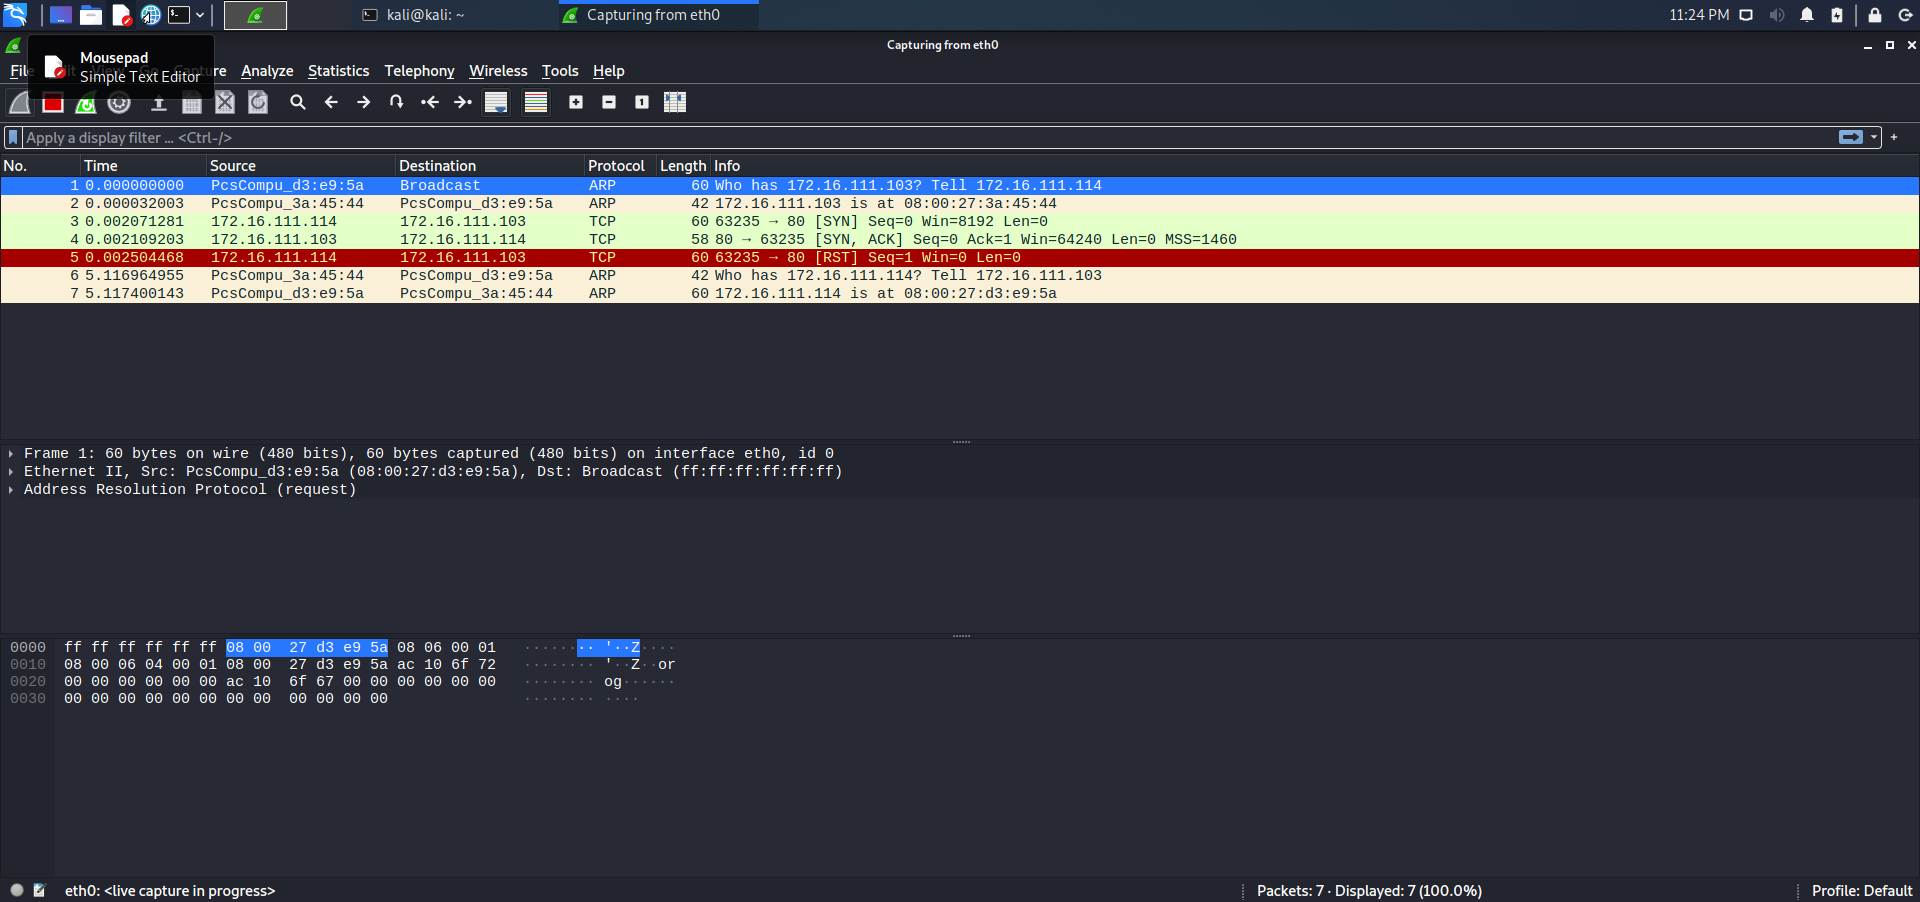 kali@kali: ~ Capturing from eth0 11:24 PM
Capturing from eth0
Mousepad
Simple Text Editor
File Capture Analyze Statistics Telephony Wireless Tools Help
Apply a display filter … <Ctrl-/>
No. Time Source Destination Protocol Length Info
1 0.000000000 PcsCompu_d3:e9:5a Broadcast ARP 60 Who has 172.16.111.103? Tell 172.16.111.114
2 0.000032003 PcsCompu_3a:45:44 PcsCompu_d3:e9:5a ARP 42 172.16.111.103 is at 08:00:27:3a:45:44
3 0.002071281 172.16.111.114 172.16.111.103 TCP 60 63235 → 80 [SYN] Seq=0 Win=8192 Len=0
4 0.002109203 172.16.111.103 172.16.111.114 TCP 58 80 → 63235 [SYN, ACK] Seq=0 Ack=1 Win=64240 Len=0 MSS=1460
5 0.002504468 172.16.111.114 172.16.111.103 TCP 60 63235 → 80 [RST] Seq=1 Win=0 Len=0
6 5.116964955 PcsCompu_3a:45:44 PcsCompu_d3:e9:5a ARP 42 Who has 172.16.111.114? Tell 172.16.111.103
7 5.117400143 PcsCompu_d3:e9:5a PcsCompu_3a:45:44 ARP 60 172.16.111.114 is at 08:00:27:d3:e9:5a
Frame 1: 60 bytes on wire (480 bits), 60 bytes captured (480 bits) on interface eth0, id 0
Ethernet II, Src: PcsCompu_d3:e9:5a (08:00:27:d3:e9:5a), Dst: Broadcast (ff:ff:ff:ff:ff:ff)
Address Resolution Protocol (request)
0000 ff ff ff ff ff ff 08 00 27 d3 e9 5a 08 06 00 01 ········ '··Z····
0010 08 00 06 04 00 01 08 00 27 d3 e9 5a ac 10 6f 72 ········ '··Z··or
0020 00 00 00 00 00 00 ac 10 6f 67 00 00 00 00 00 00 ········ og······
0030 00 00 00 00 00 00 00 00 00 00 00 00 ········ ····
eth0: <live capture in progress> Packets: 7 · Displayed: 7 (100.0%) Profile: Default